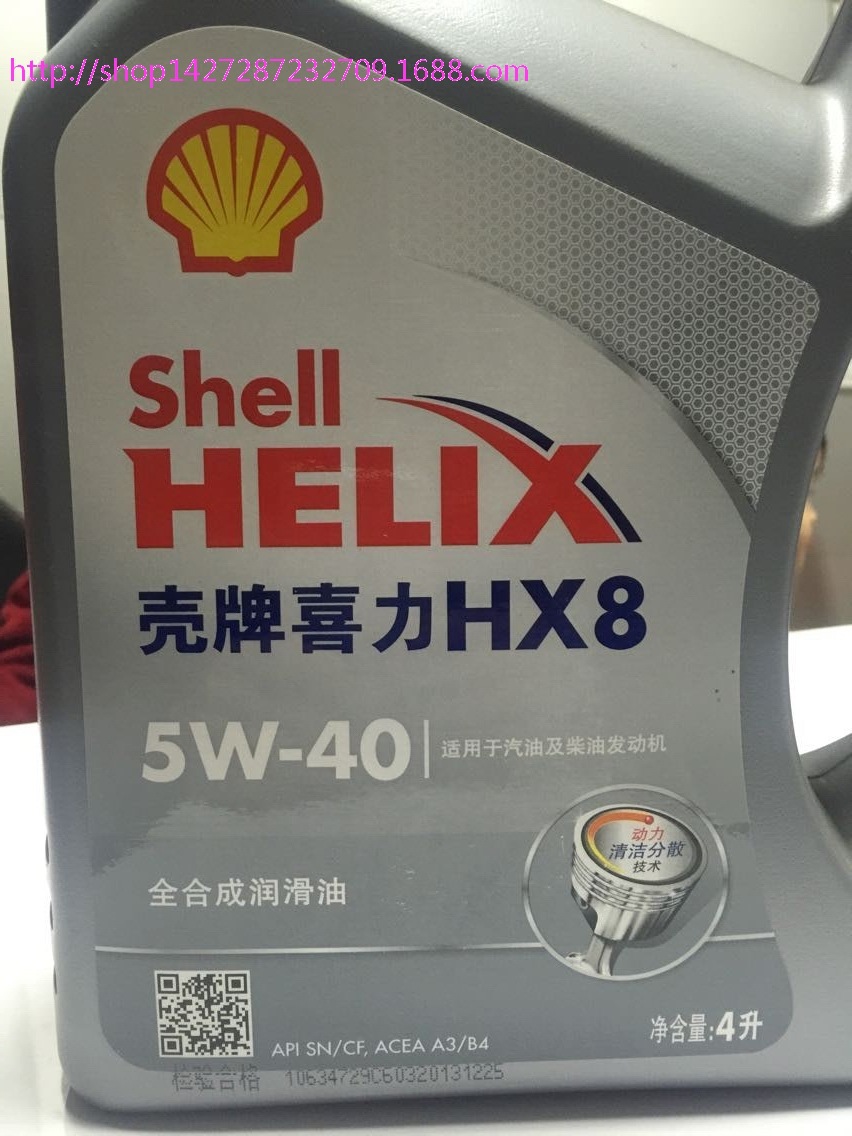 http://shop1427287232709.1688.com
Shell
HELIX
壳牌喜力HX8
5W-40
适用于汽油及柴油发动机
动力
清洁分散
技术
全合成润滑油
API SN/CF, ACEA A3/B4
净含量:4升
检验合格 10634729C60320131225